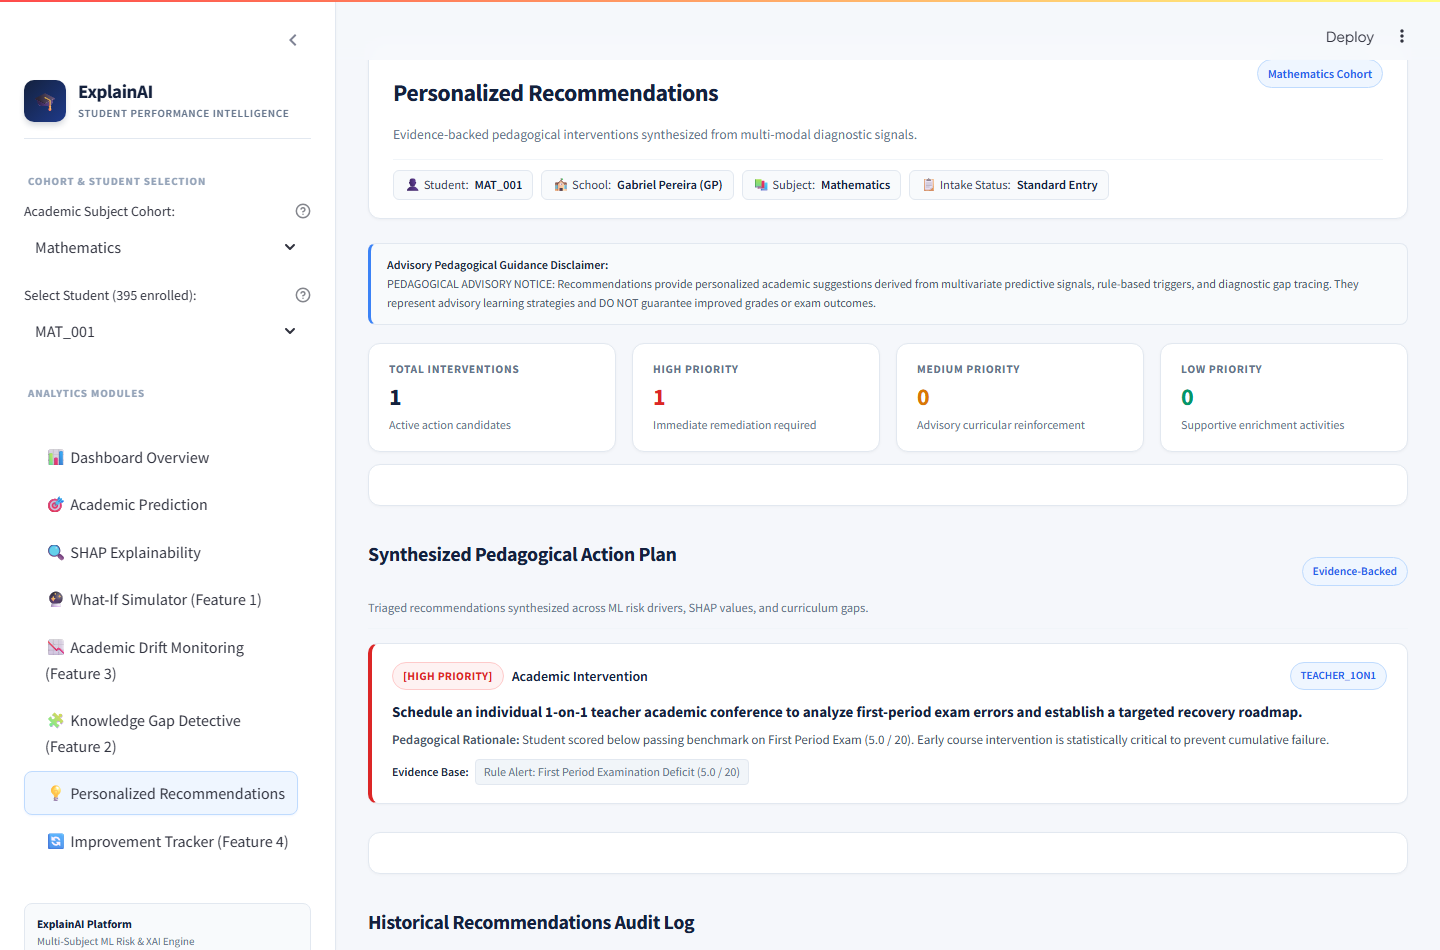 Deploy
ExplainAI
STUDENT PERFORMANCE INTELLIGENCE
COHORT & STUDENT SELECTION
Academic Subject Cohort:
Mathematics
Select Student (395 enrolled):
MAT_001
ANALYTICS MODULES
Dashboard Overview
Academic Prediction
SHAP Explainability
What-If Simulator (Feature 1)
Academic Drift Monitoring
(Feature 3)
Knowledge Gap Detective
(Feature 2)
Personalized Recommendations
Improvement Tracker (Feature 4)
ExplainAI Platform
Multi-Subject ML Risk & XAI Engine
Mathematics Cohort
Personalized Recommendations
Evidence-backed pedagogical interventions synthesized from multi-modal diagnostic signals.
Student: MAT_001
School: Gabriel Pereira (GP)
Subject: Mathematics
Intake Status: Standard Entry
Advisory Pedagogical Guidance Disclaimer:
PEDAGOGICAL ADVISORY NOTICE: Recommendations provide personalized academic suggestions derived from multivariate predictive signals, rule-based triggers, and diagnostic gap tracing. They
represent advisory learning strategies and DO NOT guarantee improved grades or exam outcomes.
TOTAL INTERVENTIONS
1
Active action candidates
HIGH PRIORITY
1
Immediate remediation required
MEDIUM PRIORITY
0
Advisory curricular reinforcement
LOW PRIORITY
0
Supportive enrichment activities
Synthesized Pedagogical Action Plan
Evidence-Backed
Triaged recommendations synthesized across ML risk drivers, SHAP values, and curriculum gaps.
[HIGH PRIORITY] Academic Intervention
TEACHER_1ON1
Schedule an individual 1-on-1 teacher academic conference to analyze first-period exam errors and establish a targeted recovery roadmap.
Pedagogical Rationale: Student scored below passing benchmark on First Period Exam (5.0 / 20). Early course intervention is statistically critical to prevent cumulative failure.
Evidence Base: Rule Alert: First Period Examination Deficit (5.0 / 20)
Historical Recommendations Audit Log